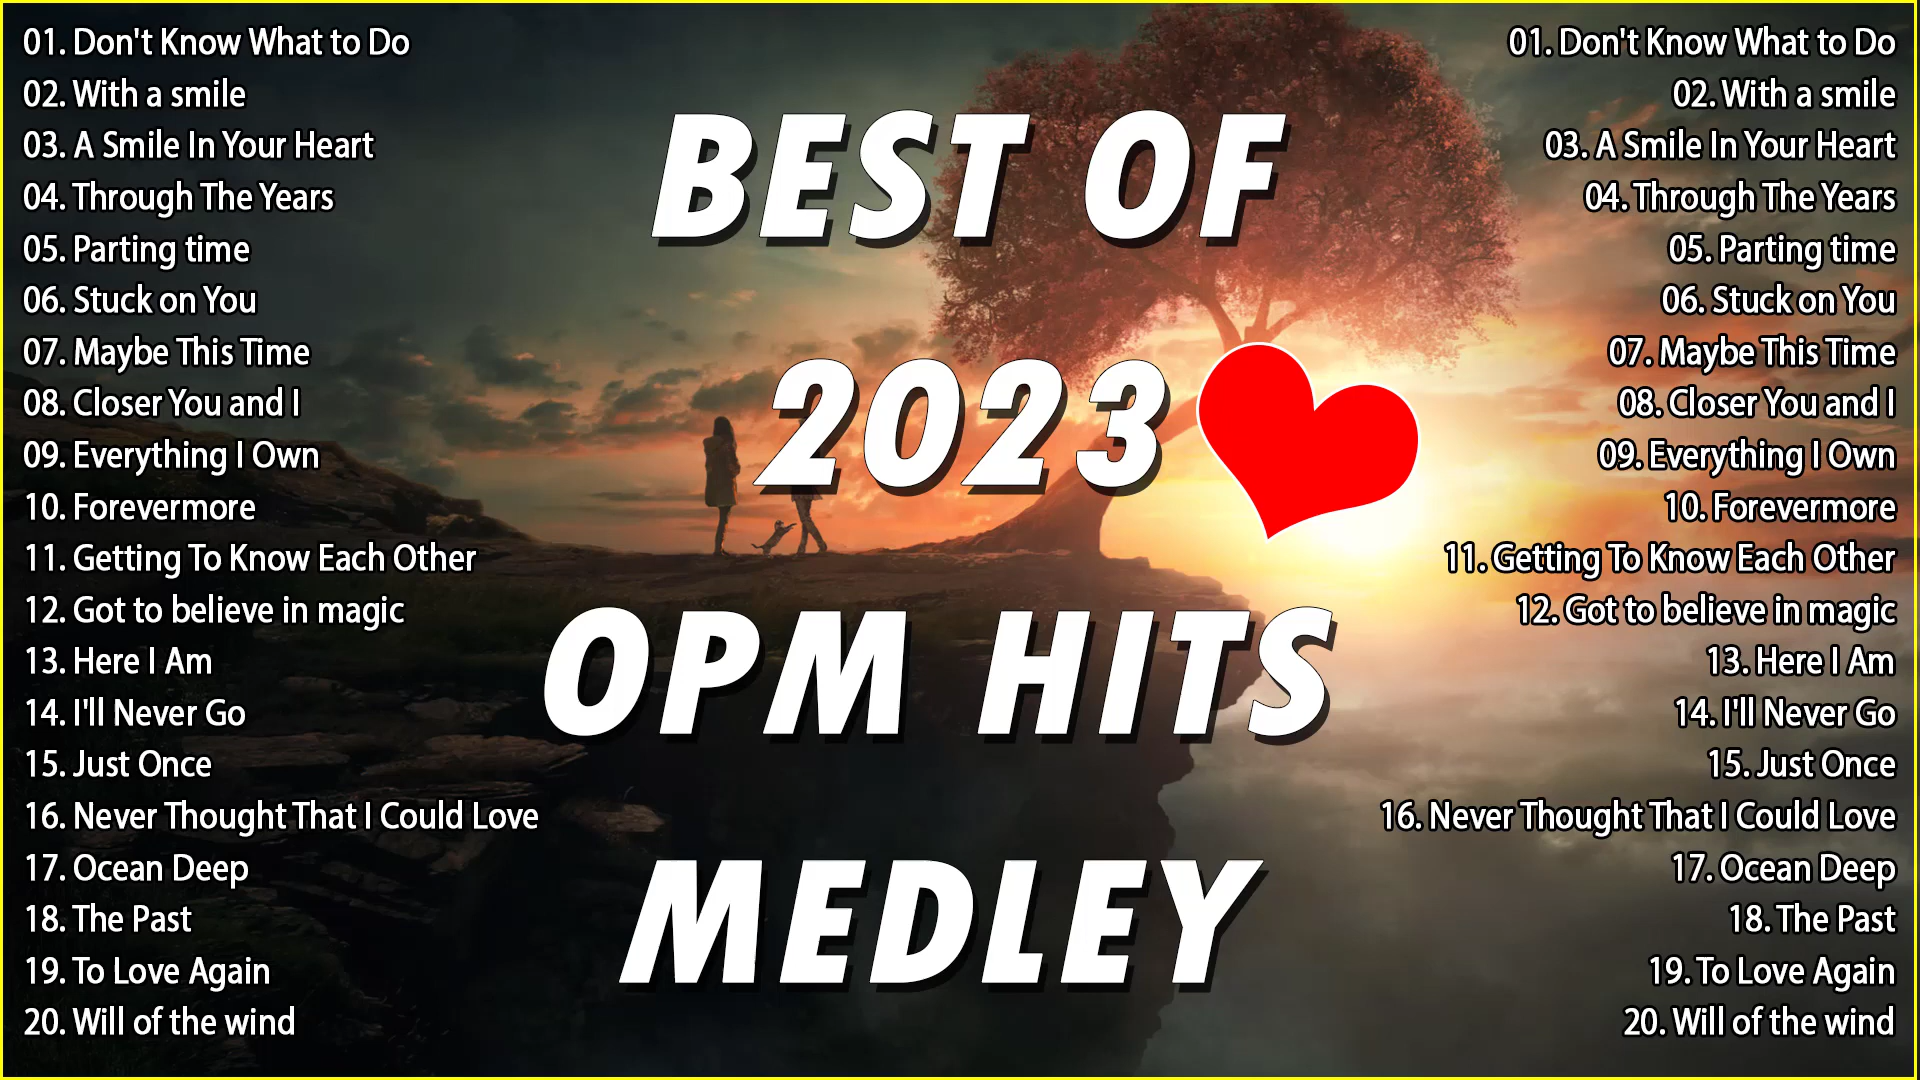 01. Don't Know What to Do
02. With a smile
03. A Smile In Your Heart
04. Through The Years
05. Parting time
06. Stuck on You
07. Maybe This Time
08. Closer You and I
09. Everything I Own
10. Forevermore
11. Getting To Know Each Other
12. Got to believe in magic
13. Here I Am
14. I'll Never Go
15. Just Once
16. Never Thought That I Could Love
17. Ocean Deep
18. The Past
19. To Love Again
20. Will of the wind
BEST OF
2023
OPM HITS
MEDLEY
01. Don't Know What to Do
02. With a smile
03. A Smile In Your Heart
04. Through The Years
05. Parting time
06. Stuck on You
07. Maybe This Time
08. Closer You and I
09. Everything I Own
10. Forevermore
11. Getting To Know Each Other
12. Got to believe in magic
13. Here I Am
14. I'll Never Go
15. Just Once
16. Never Thought That I Could Love
17. Ocean Deep
18. The Past
19. To Love Again
20. Will of the wind